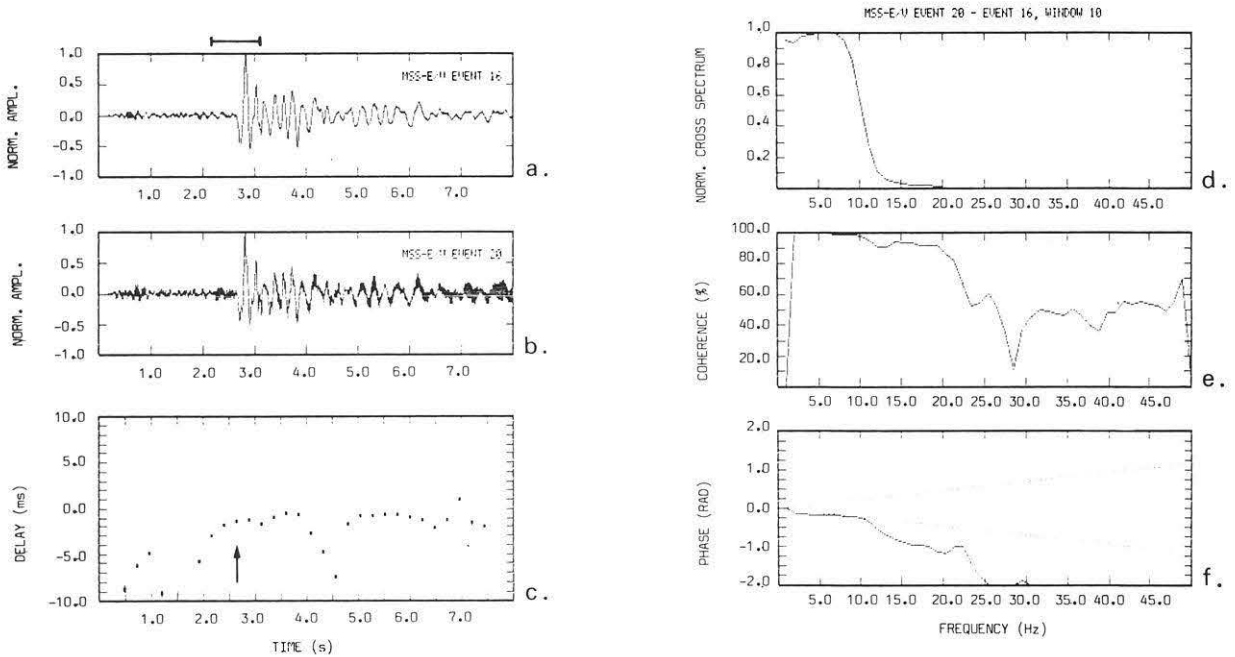 1.0
0.5
0.0
-0.5
-1.0
NORM. AMPL.
MSS-E/V EVENT 16
1.0 2.0 3.0 4.0 5.0 6.0 7.0
a.
1.0
0.5
0.0
-0.5
-1.0
NORM. AMPL.
MSS-E/V EVENT 20
1.0 2.0 3.0 4.0 5.0 6.0 7.0
b.
10.0
5.0
0.0
-5.0
-10.0
DELAY (ms)
1.0 2.0 3.0 4.0 5.0 6.0 7.0
TIME (s)
c.
MSS-E/V EVENT 20 - EVENT 16, WINDOW 10
1.0
0.8
0.6
0.4
0.2
NORM. CROSS SPECTRUM
5.0 10.0 15.0 20.0 25.0 30.0 35.0 40.0 45.0
d.
100.0
80.0
60.0
40.0
20.0
COHERENCE (%)
5.0 10.0 15.0 20.0 25.0 30.0 35.0 40.0 45.0
e.
2.0
1.0
0.0
-1.0
-2.0
PHASE (RAD)
5.0 10.0 15.0 20.0 25.0 30.0 35.0 40.0 45.0
FREQUENCY (Hz)
f.